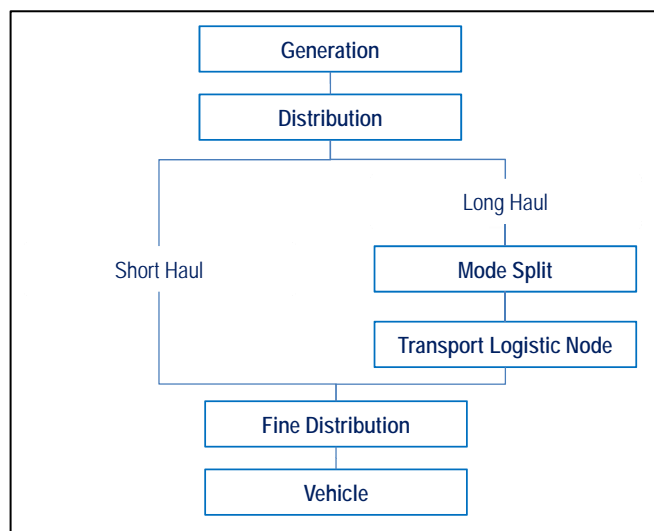 Generation
Distribution
Long Haul
Short Haul
Mode Split
Transport Logistic Node
Fine Distribution
Vehicle